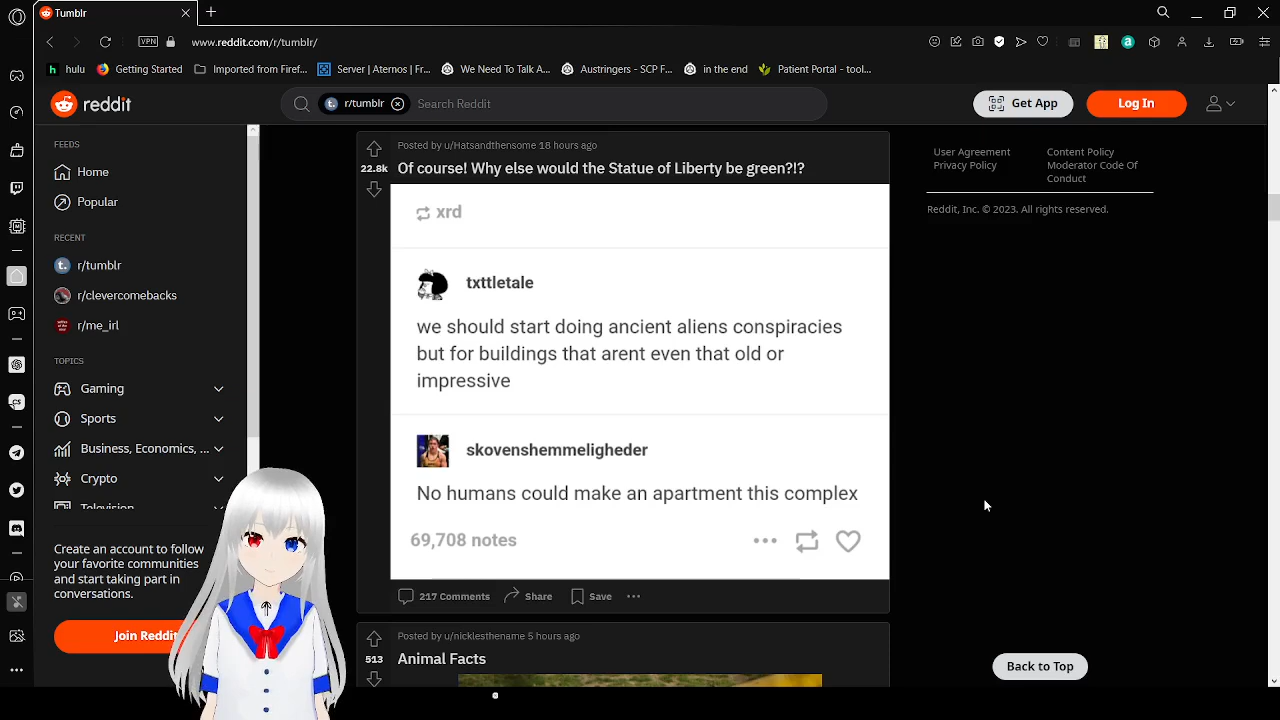 Tumblr
www.reddit.com/r/tumblr/
VPN
hulu
Getting Started
Imported from Firef...
Server | Aternos | Fr...
We Need To Talk A...
Austringers - SCP F...
in the end
Patient Portal - tool...
reddit
r/tumblr
Search Reddit
Get App
Log In
FEEDS
Home
Popular
RECENT
r/tumblr
r/clevercomebacks
r/me_irl
TOPICS
Gaming
Sports
Business, Economics, ...
Crypto
Television
Create an account to follow
your favorite communities
and start taking part in
conversations.
Join Reddit
Posted by u/Hatsandthensome 18 hours ago
22.8k
Of course! Why else would the Statue of Liberty be green?!?
xrd
txttletale
we should start doing ancient aliens conspiracies
but for buildings that arent even that old or
impressive
skovenshemmeligheder
No humans could make an apartment this complex
69,708 notes
217 Comments
Share
Save
Posted by u/nicklesthename 5 hours ago
513
Animal Facts
User Agreement
Privacy Policy
Content Policy
Moderator Code Of
Conduct
Reddit, Inc. © 2023. All rights reserved.
Back to Top